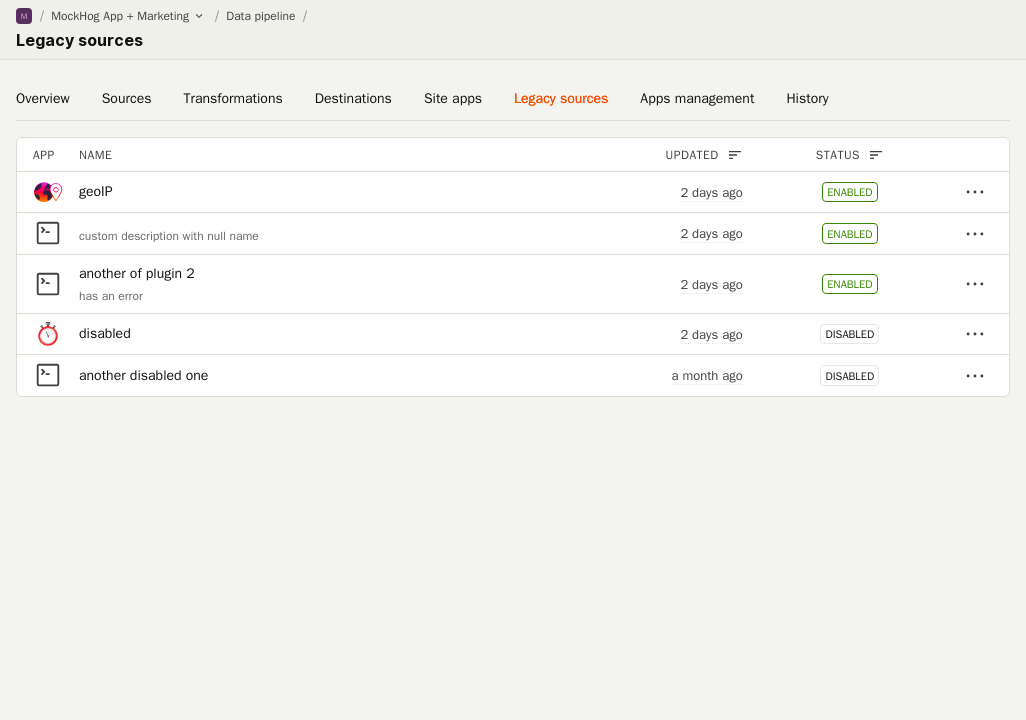 M / MockHog App + Marketing / Data pipeline /
Legacy sources
Overview Sources Transformations Destinations Site apps Legacy sources Apps management History
APP NAME UPDATED STATUS
geoIP 2 days ago ENABLED
custom description with null name 2 days ago ENABLED
another of plugin 2
has an error 2 days ago ENABLED
disabled 2 days ago DISABLED
another disabled one a month ago DISABLED